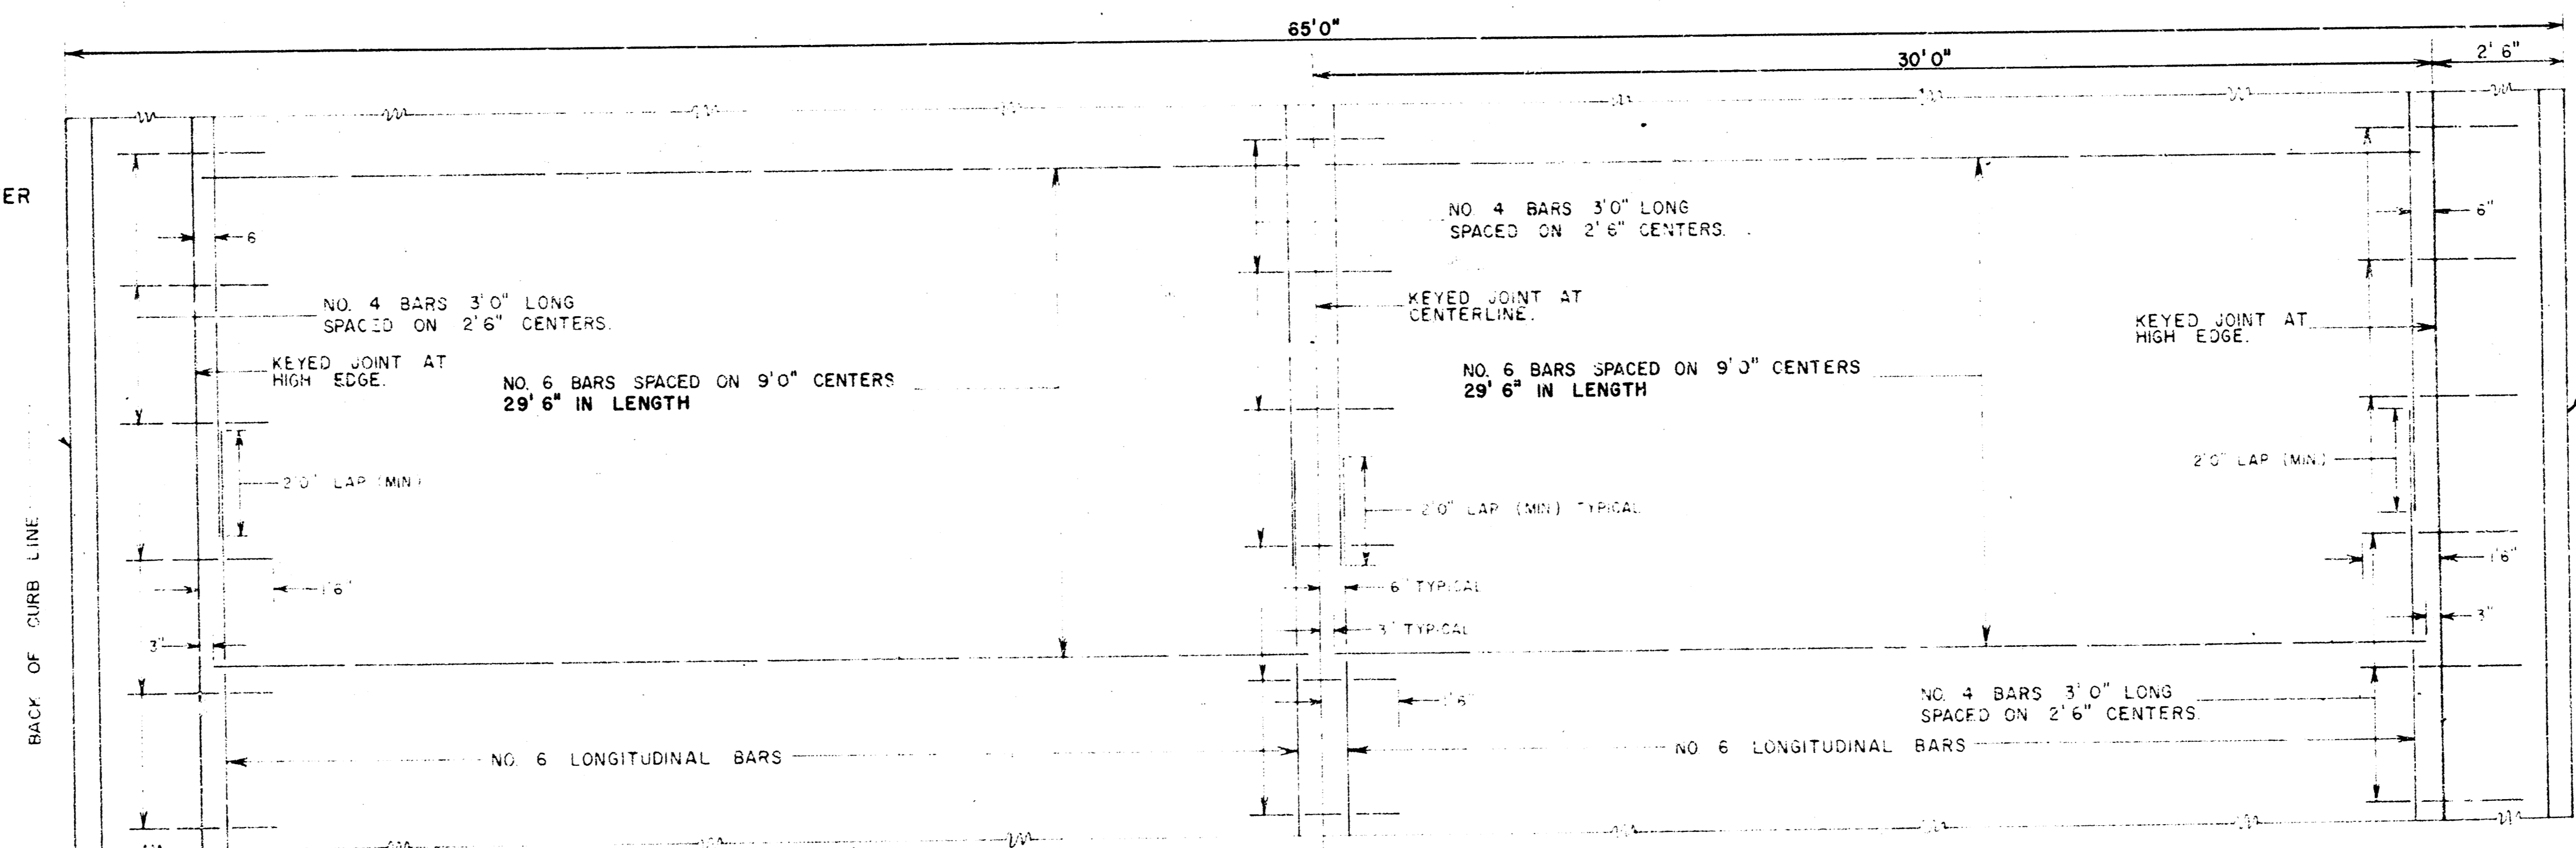 65'0"
30'0"
2'6"
ER
6
6"
NO. 4 BARS 3'0" LONG
SPACED ON 2'6" CENTERS.
NO. 4 BARS 3'0" LONG
SPACED ON 2'6" CENTERS.
KEYED JOINT AT
HIGH EDGE.
KEYED JOINT AT
CENTERLINE.
KEYED JOINT AT
HIGH EDGE.
NO. 6 BARS SPACED ON 9'0" CENTERS
29'6" IN LENGTH
NO. 6 BARS SPACED ON 9'0" CENTERS
29'6" IN LENGTH
2'0" LAP (MIN)
2'0" LAP (MIN) TYPICAL
2'0" LAP (MIN.)
BACK OF CURB LINE
1'6"
6" TYPICAL
1'6"
3"
3" TYPICAL
3"
1'6"
NO. 4 BARS 3'0" LONG
SPACED ON 2'6" CENTERS.
NO. 6 LONGITUDINAL BARS
NO 6 LONGITUDINAL BARS